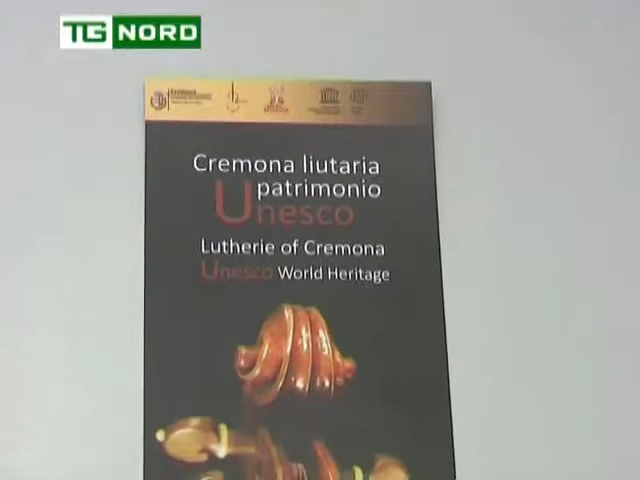 TG NORD
Cremona liutaria
patrimonio
Unesco
Lutherie of Cremona
Unesco World Heritage